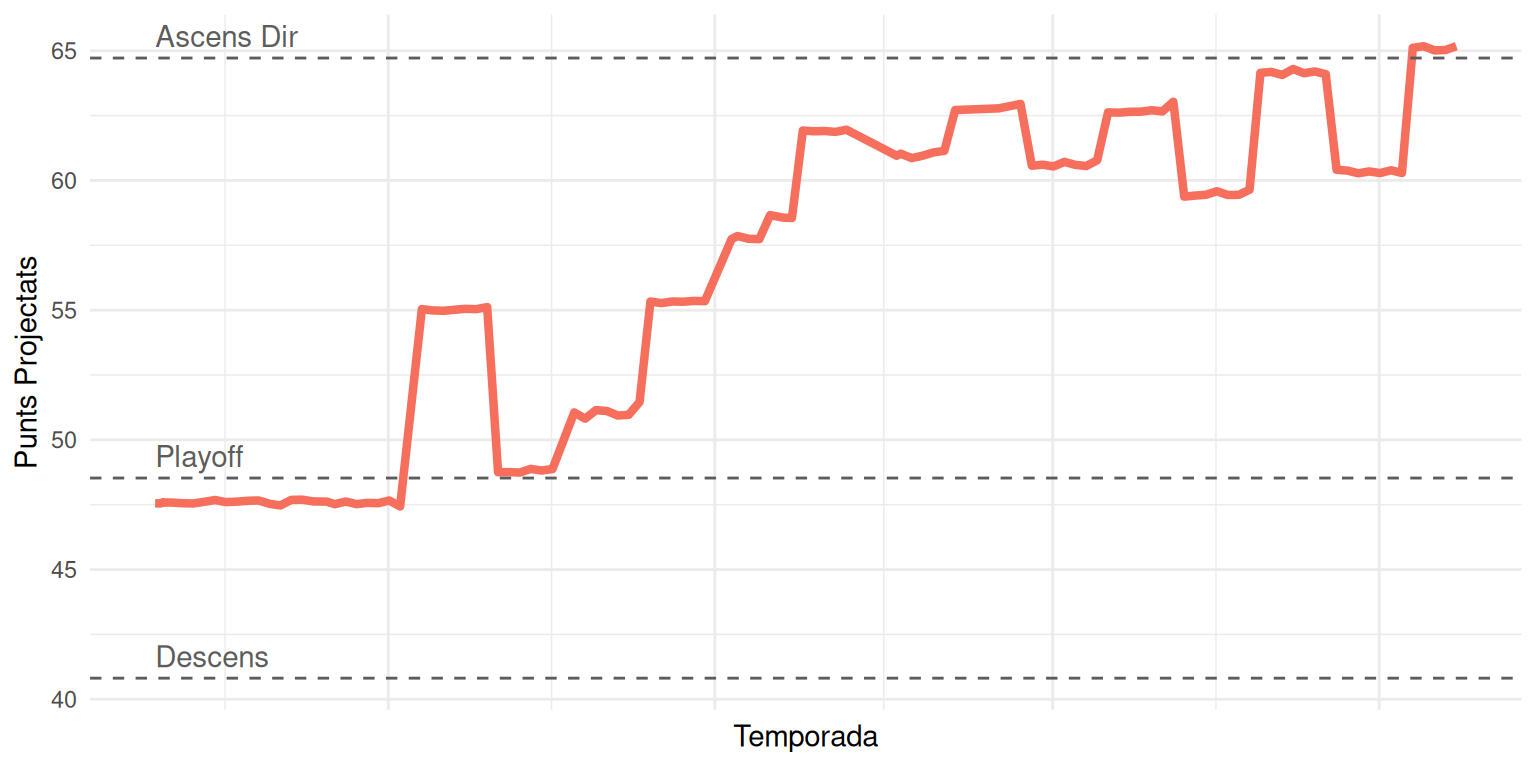 Ascens Dir
65
60
55
Punts Projectats
50
Playoff
45
Descens
40
Temporada